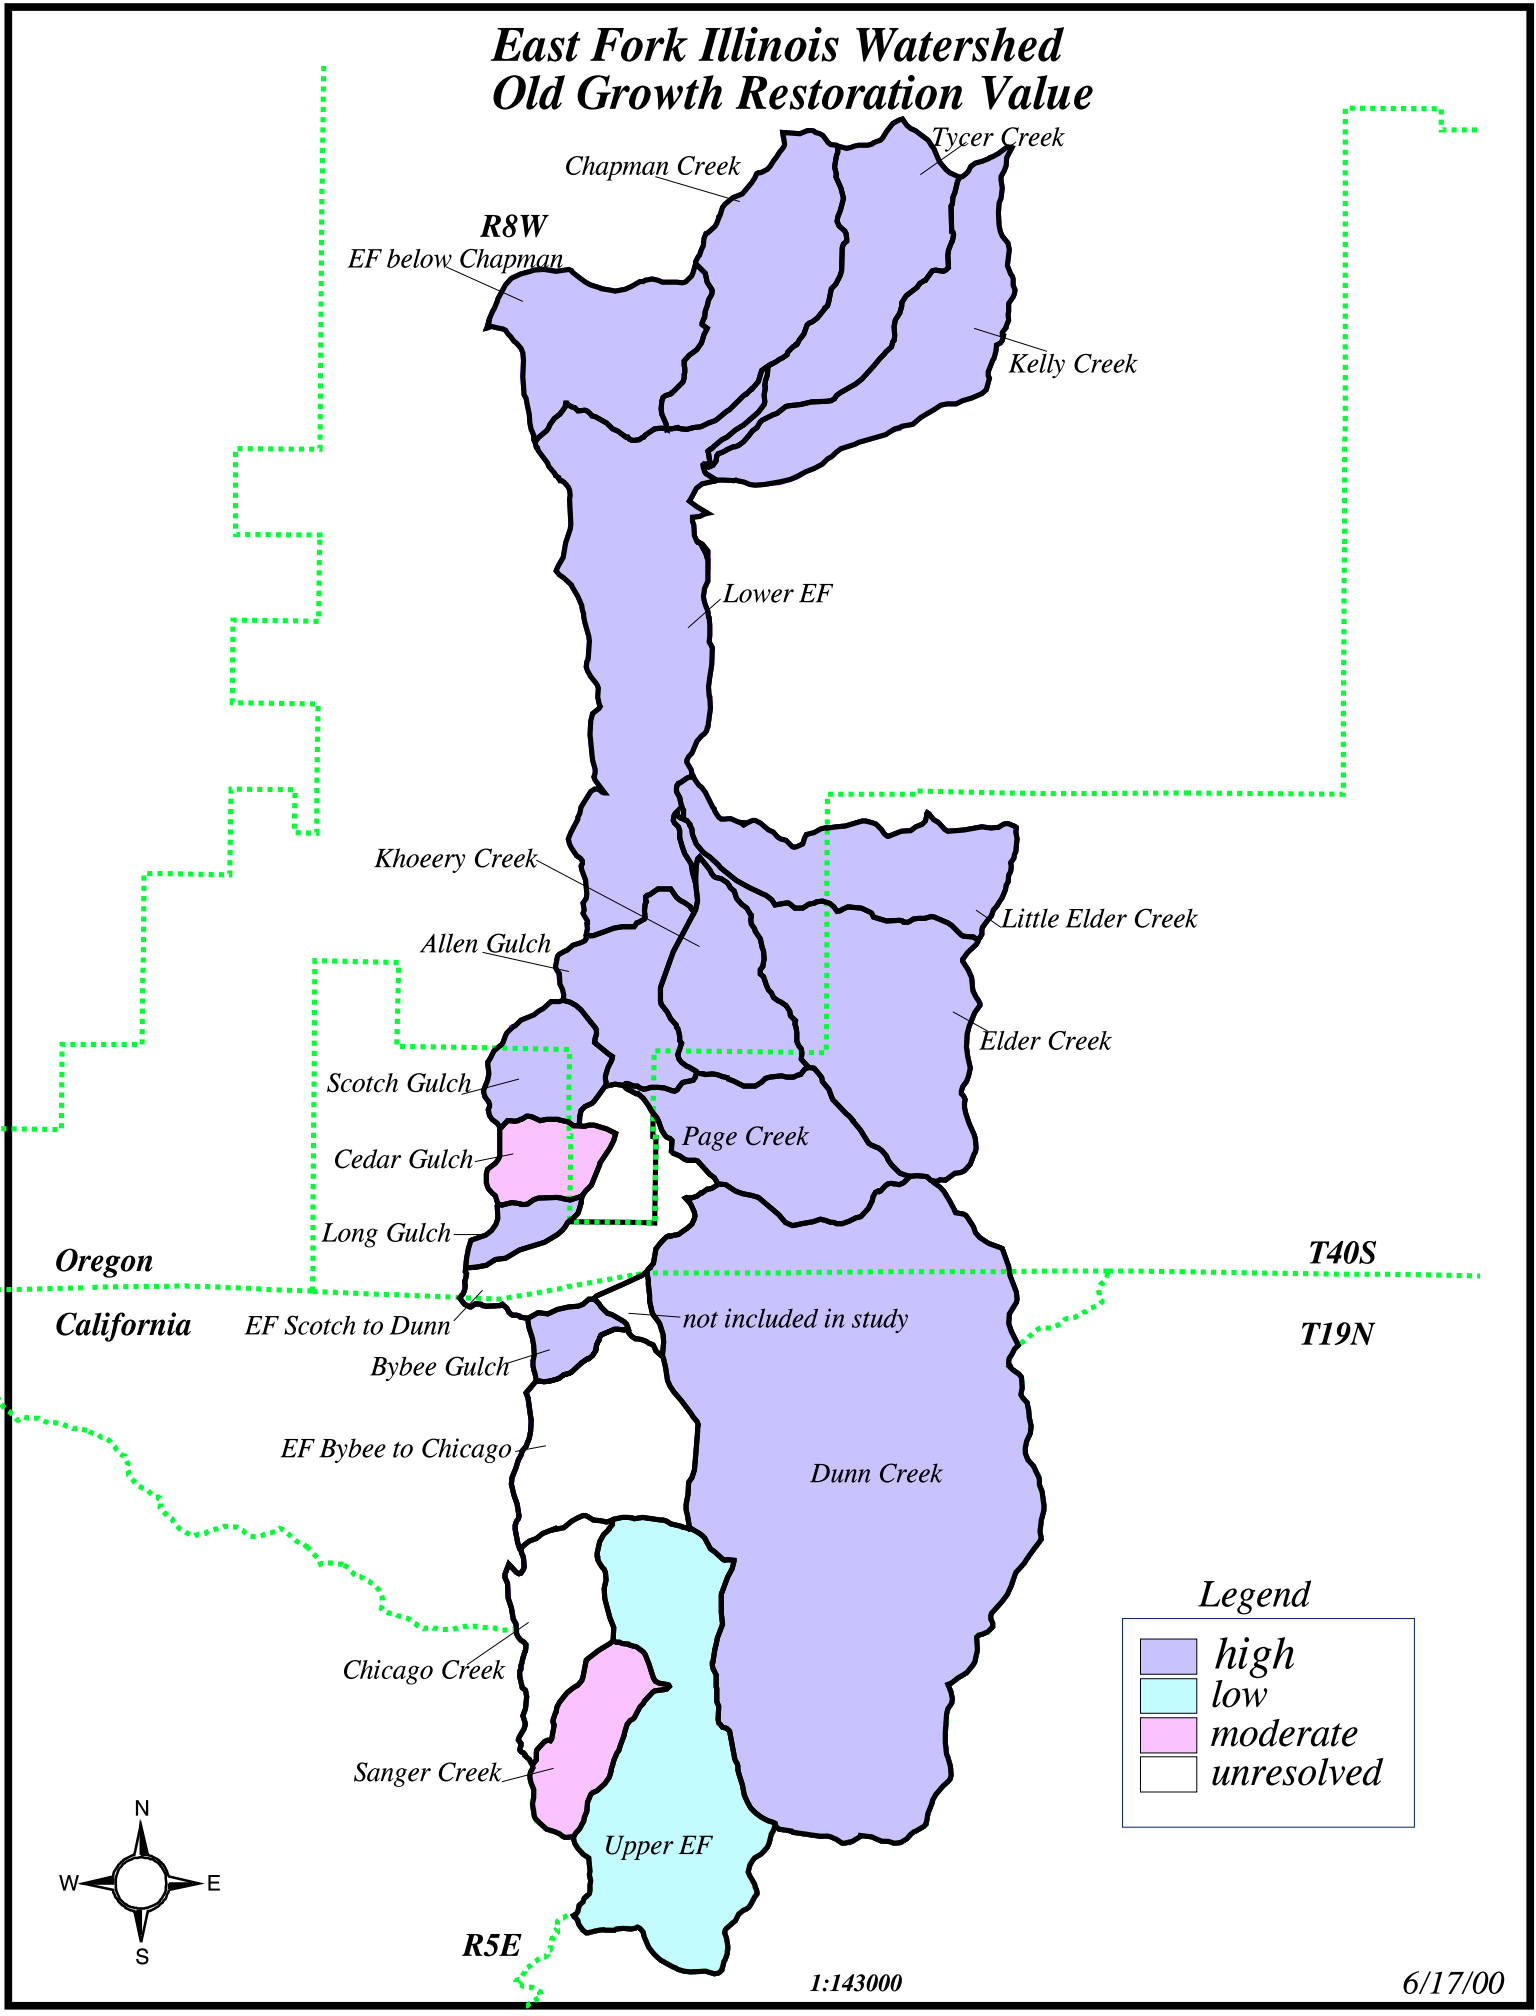 East Fork Illinois Watershed
Old Growth Restoration Value
Tycer Creek
Chapman Creek
R8W
EF below Chapman
Kelly Creek
Lower EF
Khoeery Creek
Little Elder Creek
Allen Gulch
Elder Creek
Scotch Gulch
Page Creek
Cedar Gulch
Long Gulch
Oregon
T40S
California
EF Scotch to Dunn
not included in study
T19N
Bybee Gulch
EF Bybee to Chicago
Dunn Creek
Legend
high
low
moderate
unresolved
Chicago Creek
Sanger Creek
Upper EF
N
W
E
S
R5E
1:143000
6/17/00